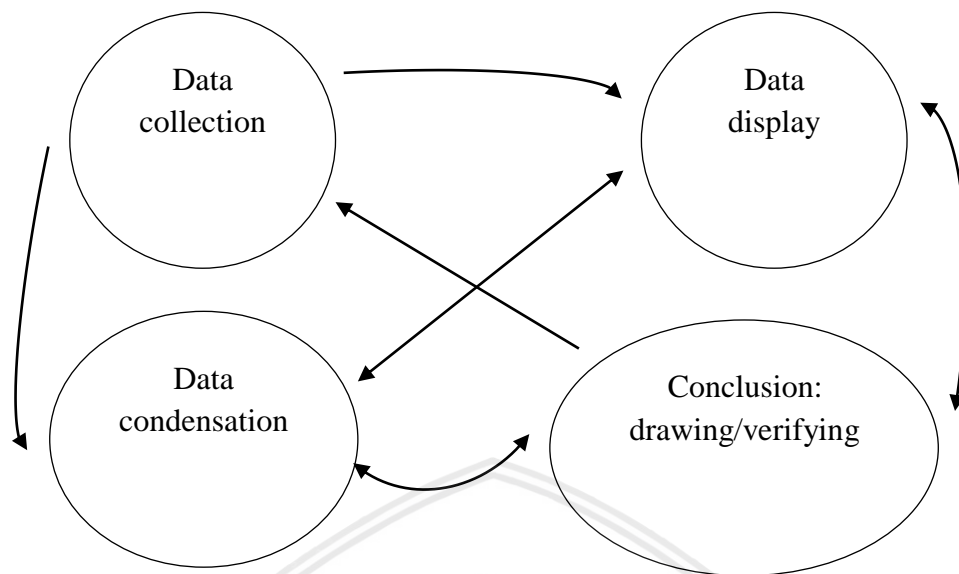 Data
collection
Data
display
Data
condensation
Conclusion:
drawing/verifying